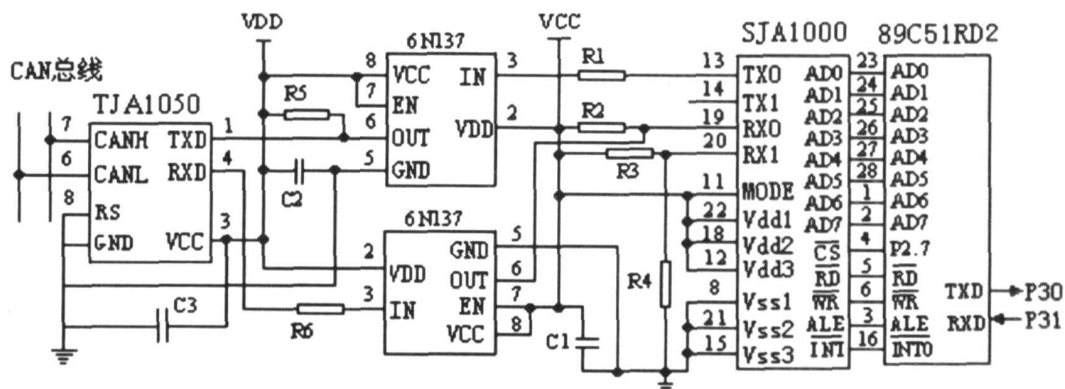 VDD
VCC
SJA1000
89C51RD2
6N137
CAN总线
TJA1050
7
CANH
6
CANL
8
RS
GND
TXD
1
RXD
4
VCC
3
C3
R5
C2
R6
8
VCC
7
EN
6
OUT
5
GND
IN
3
VDD
2
6N137
2
VDD
3
IN
GND
5
OUT
6
EN
7
VCC
8
C1
R1
R2
R3
R4
13
TX0
14
TX1
19
RX0
20
RX1
11
MODE
22
Vdd1
18
Vdd2
12
Vdd3
8
Vss1
21
Vss2
15
Vss3
AD0 23 AD0
AD1 24 AD1
AD2 25 AD2
AD3 26 AD3
AD4 27 AD4
AD5 28 AD5
AD6 1 AD6
AD7 2 AD7
CS 4 P2.7
RD 5 RD
WR 6 WR
ALE 3 ALE
INT 16 INT0
TXD
P30
RXD
P31